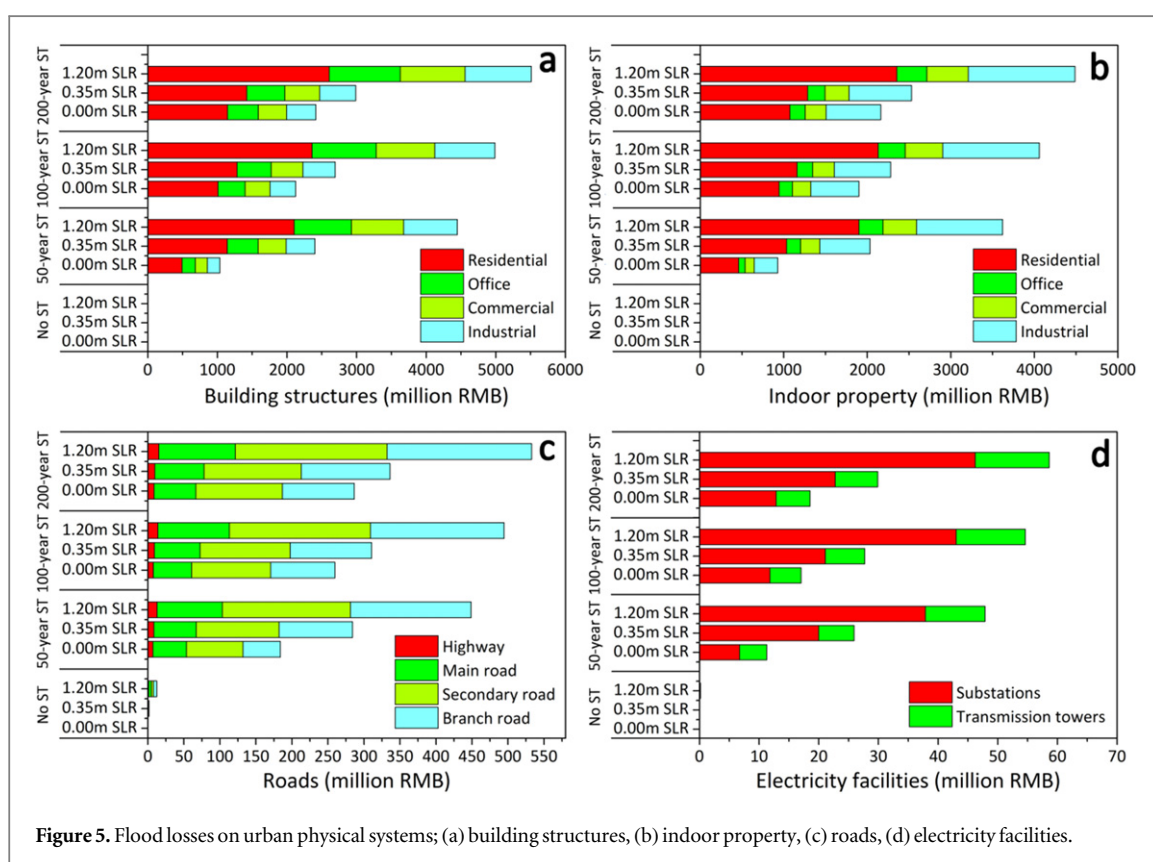 a
200-year ST
1.20m SLR
0.35m SLR
0.00m SLR
100-year ST
1.20m SLR
0.35m SLR
0.00m SLR
50-year ST
1.20m SLR
0.35m SLR
0.00m SLR
No ST
1.20m SLR
0.35m SLR
0.00m SLR
Residential
Office
Commercial
Industrial
0 1000 2000 3000 4000 5000 6000
Building structures (million RMB)
b
200-year ST
1.20m SLR
0.35m SLR
0.00m SLR
100-year ST
1.20m SLR
0.35m SLR
0.00m SLR
50-year ST
1.20m SLR
0.35m SLR
0.00m SLR
No ST
1.20m SLR
0.35m SLR
0.00m SLR
Residential
Office
Commercial
Industrial
0 1000 2000 3000 4000 5000
Indoor property (million RMB)
c
200-year ST
1.20m SLR
0.35m SLR
0.00m SLR
100-year ST
1.20m SLR
0.35m SLR
0.00m SLR
50-year ST
1.20m SLR
0.35m SLR
0.00m SLR
No ST
1.20m SLR
0.35m SLR
0.00m SLR
Highway
Main road
Secondary road
Branch road
0 50 100 150 200 250 300 350 400 450 500 550
Roads (million RMB)
d
200-year ST
1.20m SLR
0.35m SLR
0.00m SLR
100-year ST
1.20m SLR
0.35m SLR
0.00m SLR
50-year ST
1.20m SLR
0.35m SLR
0.00m SLR
No ST
1.20m SLR
0.35m SLR
0.00m SLR
Substations
Transmission towers
0 10 20 30 40 50 60 70
Electricity facilities (million RMB)
Figure 5. Flood losses on urban physical systems; (a) building structures, (b) indoor property, (c) roads, (d) electricity facilities.